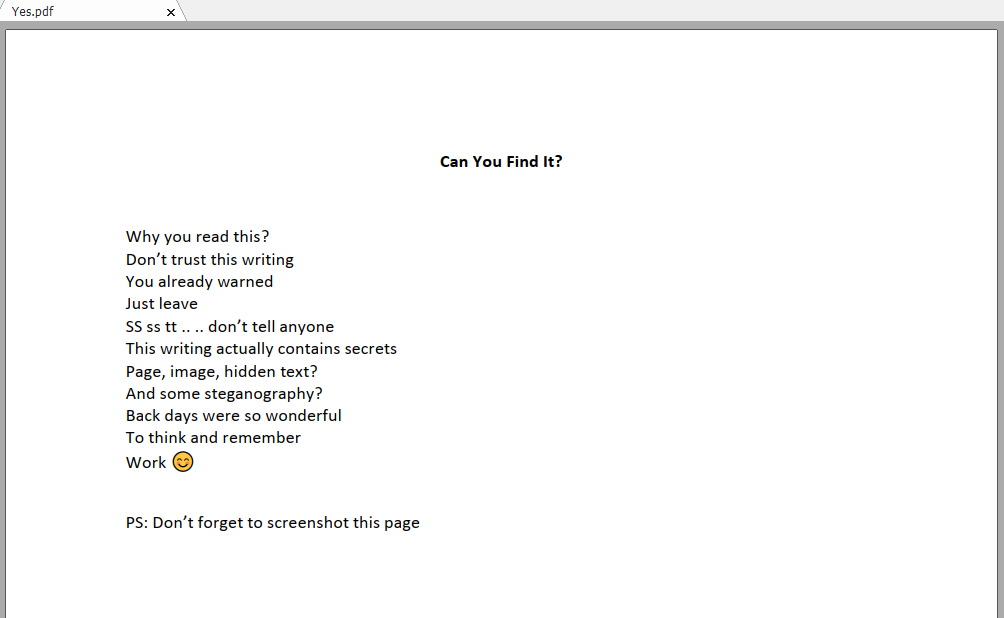 Yes.pdf
Can You Find It?
Why you read this?
Don’t trust this writing
You already warned
Just leave
SS ss tt .. .. don’t tell anyone
This writing actually contains secrets
Page, image, hidden text?
And some steganography?
Back days were so wonderful
To think and remember
Work 😊
PS: Don’t forget to screenshot this page